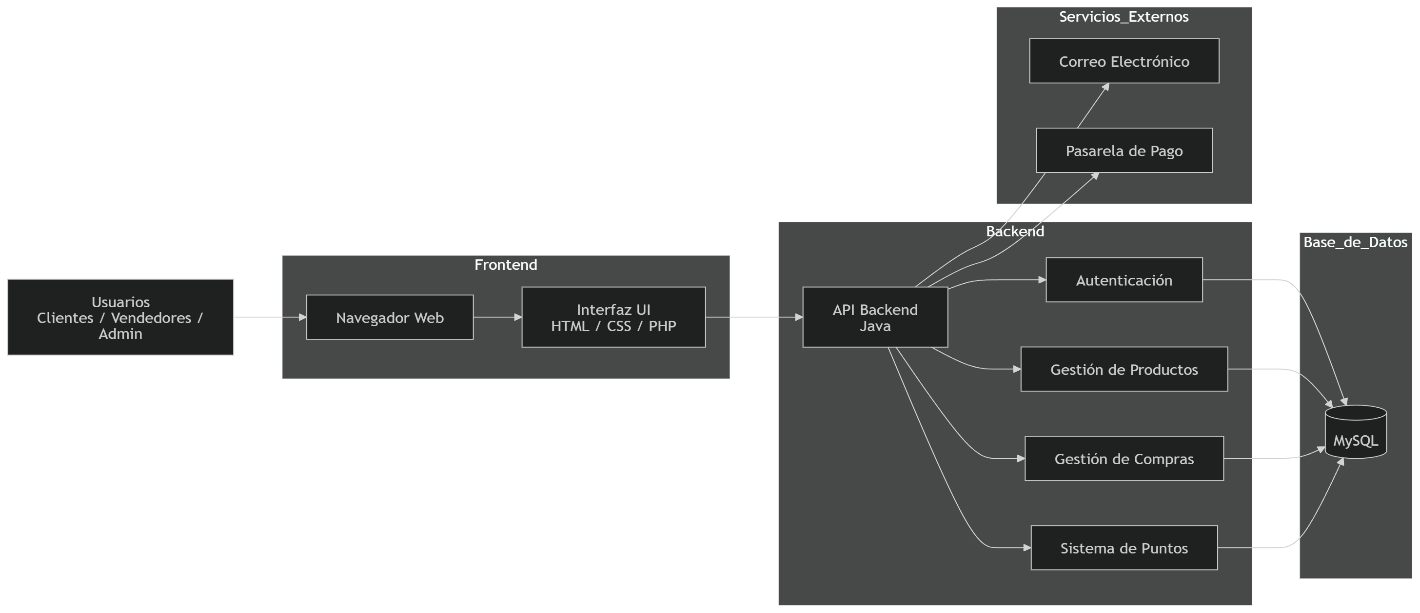 Servicios_Externos
Correo Electrónico
Pasarela de Pago
Backend
Base_de_Datos
Frontend
Usuarios
Clientes / Vendedores /
Admin
Navegador Web
Interfaz UI
HTML / CSS / PHP
API Backend
Java
Autenticación
Gestión de Productos
Gestión de Compras
Sistema de Puntos
MySQL